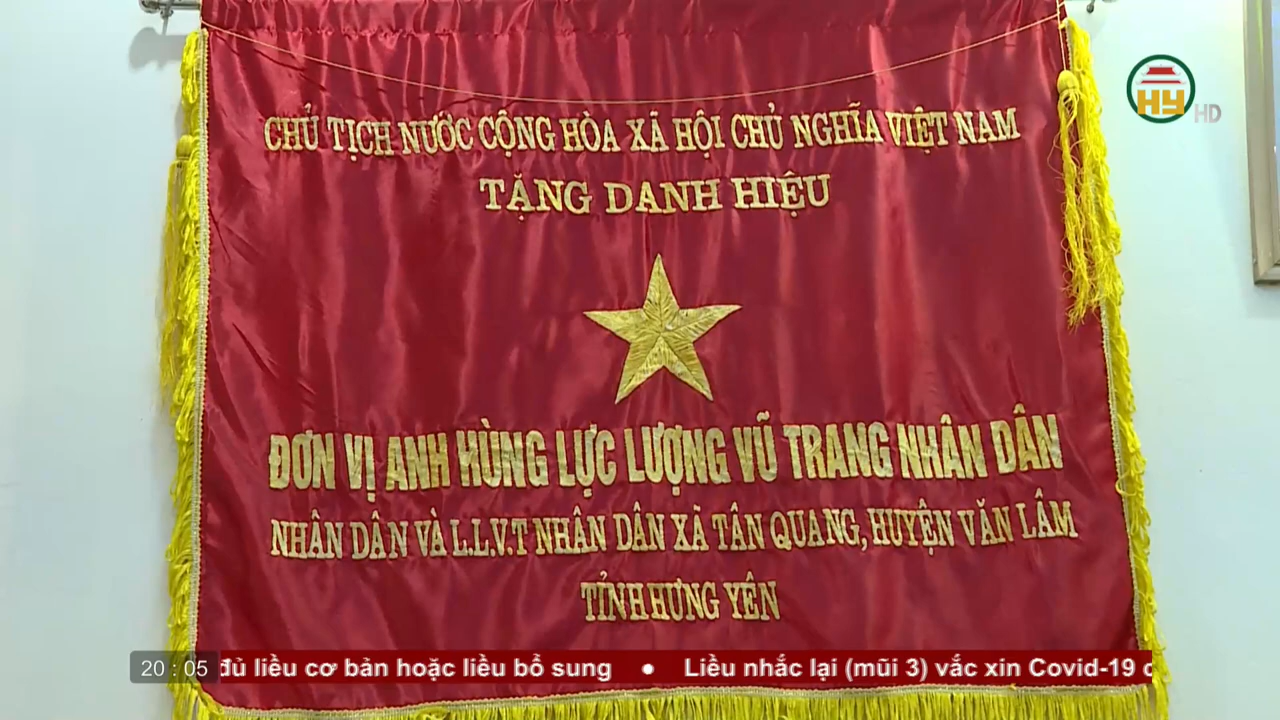 HY HD
CHỦ TỊCH NƯỚC CỘNG HÒA XÃ HỘI CHỦ NGHĨA VIỆT NAM
TẶNG DANH HIỆU
ĐƠN VỊ ANH HÙNG LỰC LƯỢNG VŨ TRANG NHÂN DÂN
NHÂN DÂN VÀ L.L.V.T NHÂN DÂN XÃ TÂN QUANG, HUYỆN VĂN LÂM
TỈNH HƯNG YÊN
20 : 05 đủ liều cơ bản hoặc liều bổ sung • Liều nhắc lại (mũi 3) vắc xin Covid-19